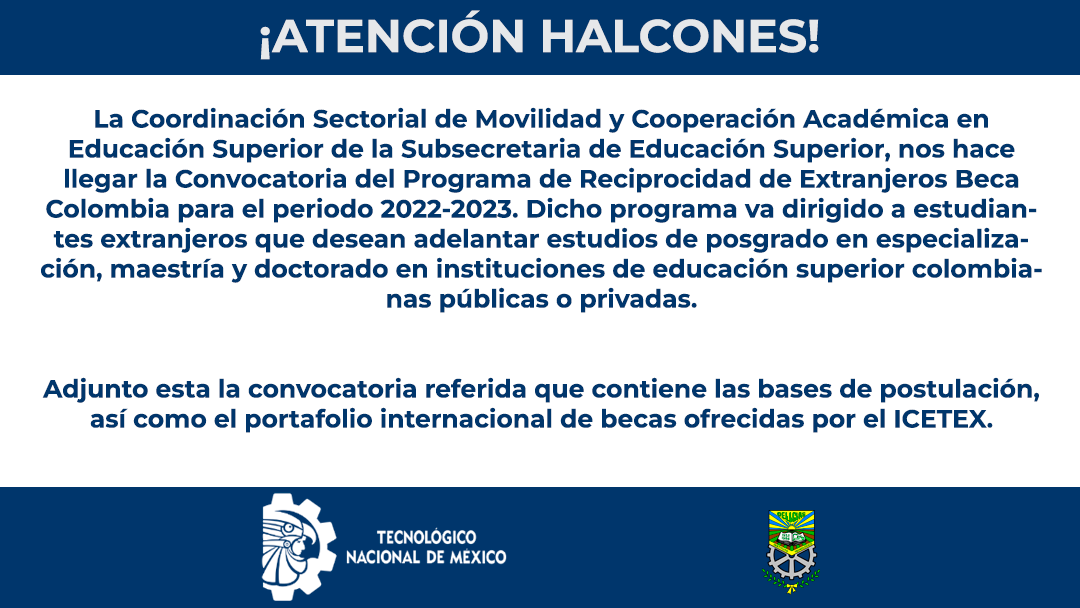 ¡ATENCIÓN HALCONES!
La Coordinación Sectorial de Movilidad y Cooperación Académica en
Educación Superior de la Subsecretaria de Educación Superior, nos hace
llegar la Convocatoria del Programa de Reciprocidad de Extranjeros Beca
Colombia para el periodo 2022-2023. Dicho programa va dirigido a estudian-
tes extranjeros que desean adelantar estudios de posgrado en especializa-
ción, maestría y doctorado en instituciones de educación superior colombia-
nas públicas o privadas.
Adjunto esta la convocatoria referida que contiene las bases de postulación,
así como el portafolio internacional de becas ofrecidas por el ICETEX.
TECNOLÓGICO
NACIONAL DE MÉXICO